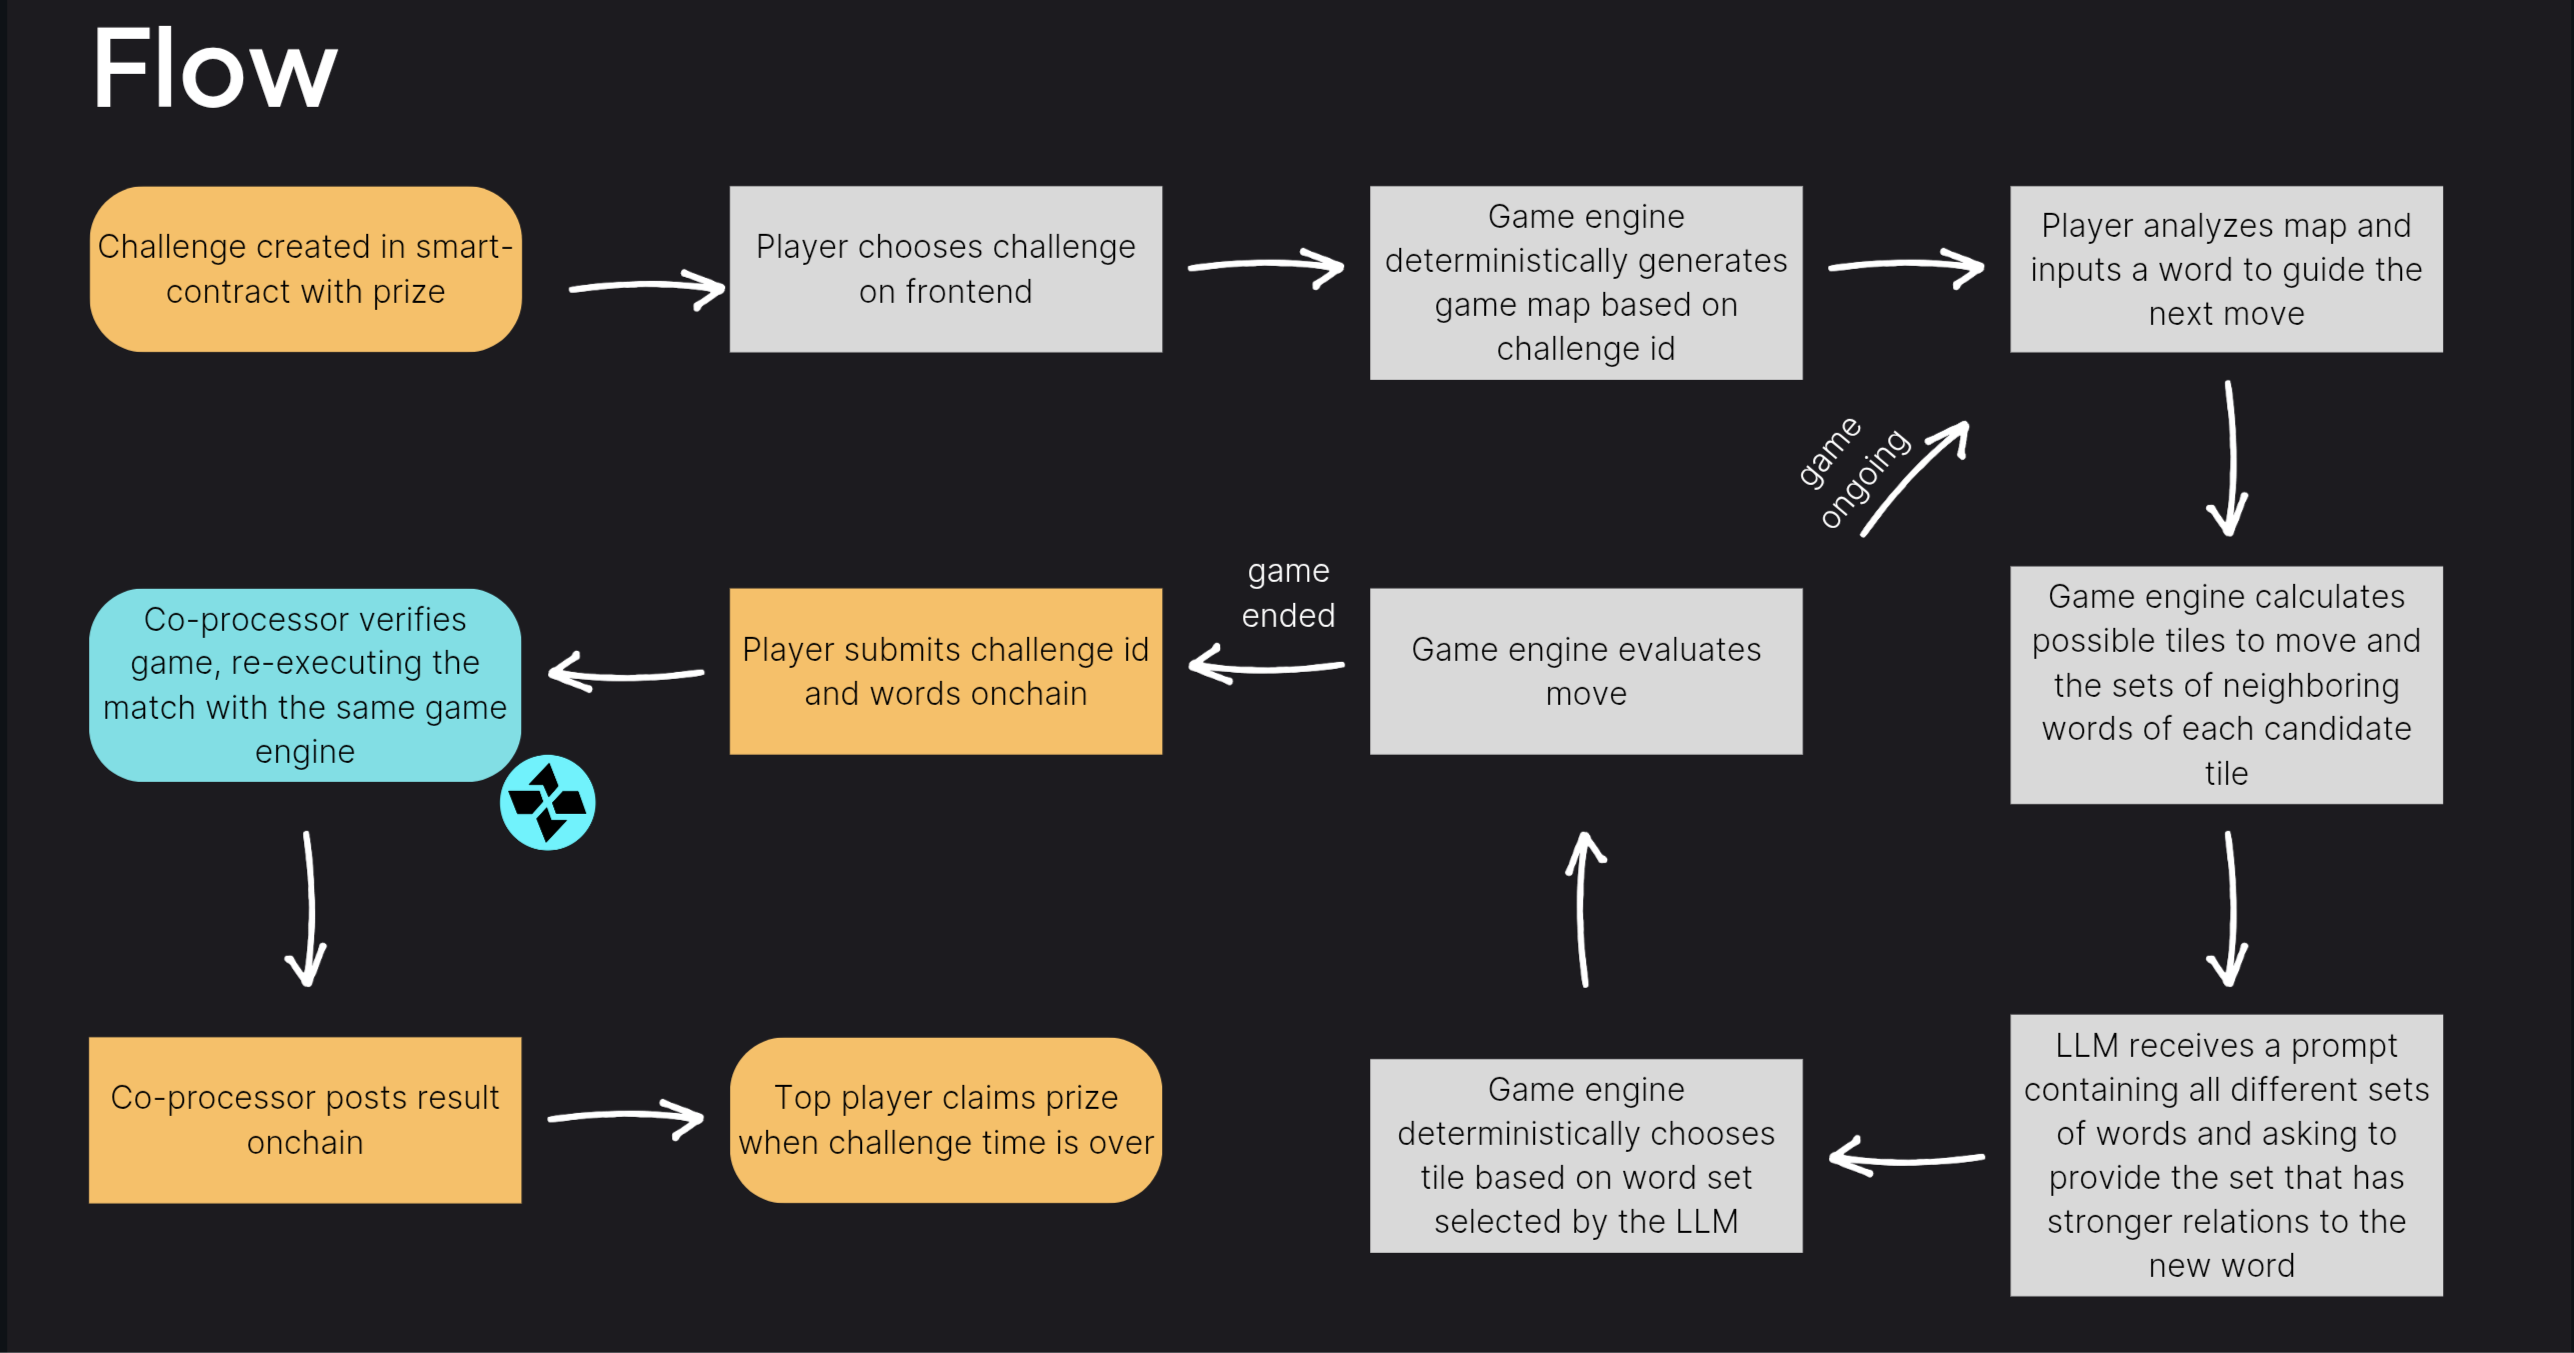 Flow
Challenge created in smart-
contract with prize
Player chooses challenge
on frontend
Game engine
deterministically generates
game map based on
challenge id
Player analyzes map and
inputs a word to guide the
next move
game
ongoing
Game engine calculates
possible tiles to move and
the sets of neighboring
words of each candidate
tile
LLM receives a prompt
containing all different sets
of words and asking to
provide the set that has
stronger relations to the
new word
Game engine
deterministically chooses
tile based on word set
selected by the LLM
Game engine evaluates
move
game
ended
Player submits challenge id
and words onchain
Co-processor verifies
game, re-executing the
match with the same game
engine
Co-processor posts result
onchain
Top player claims prize
when challenge time is over